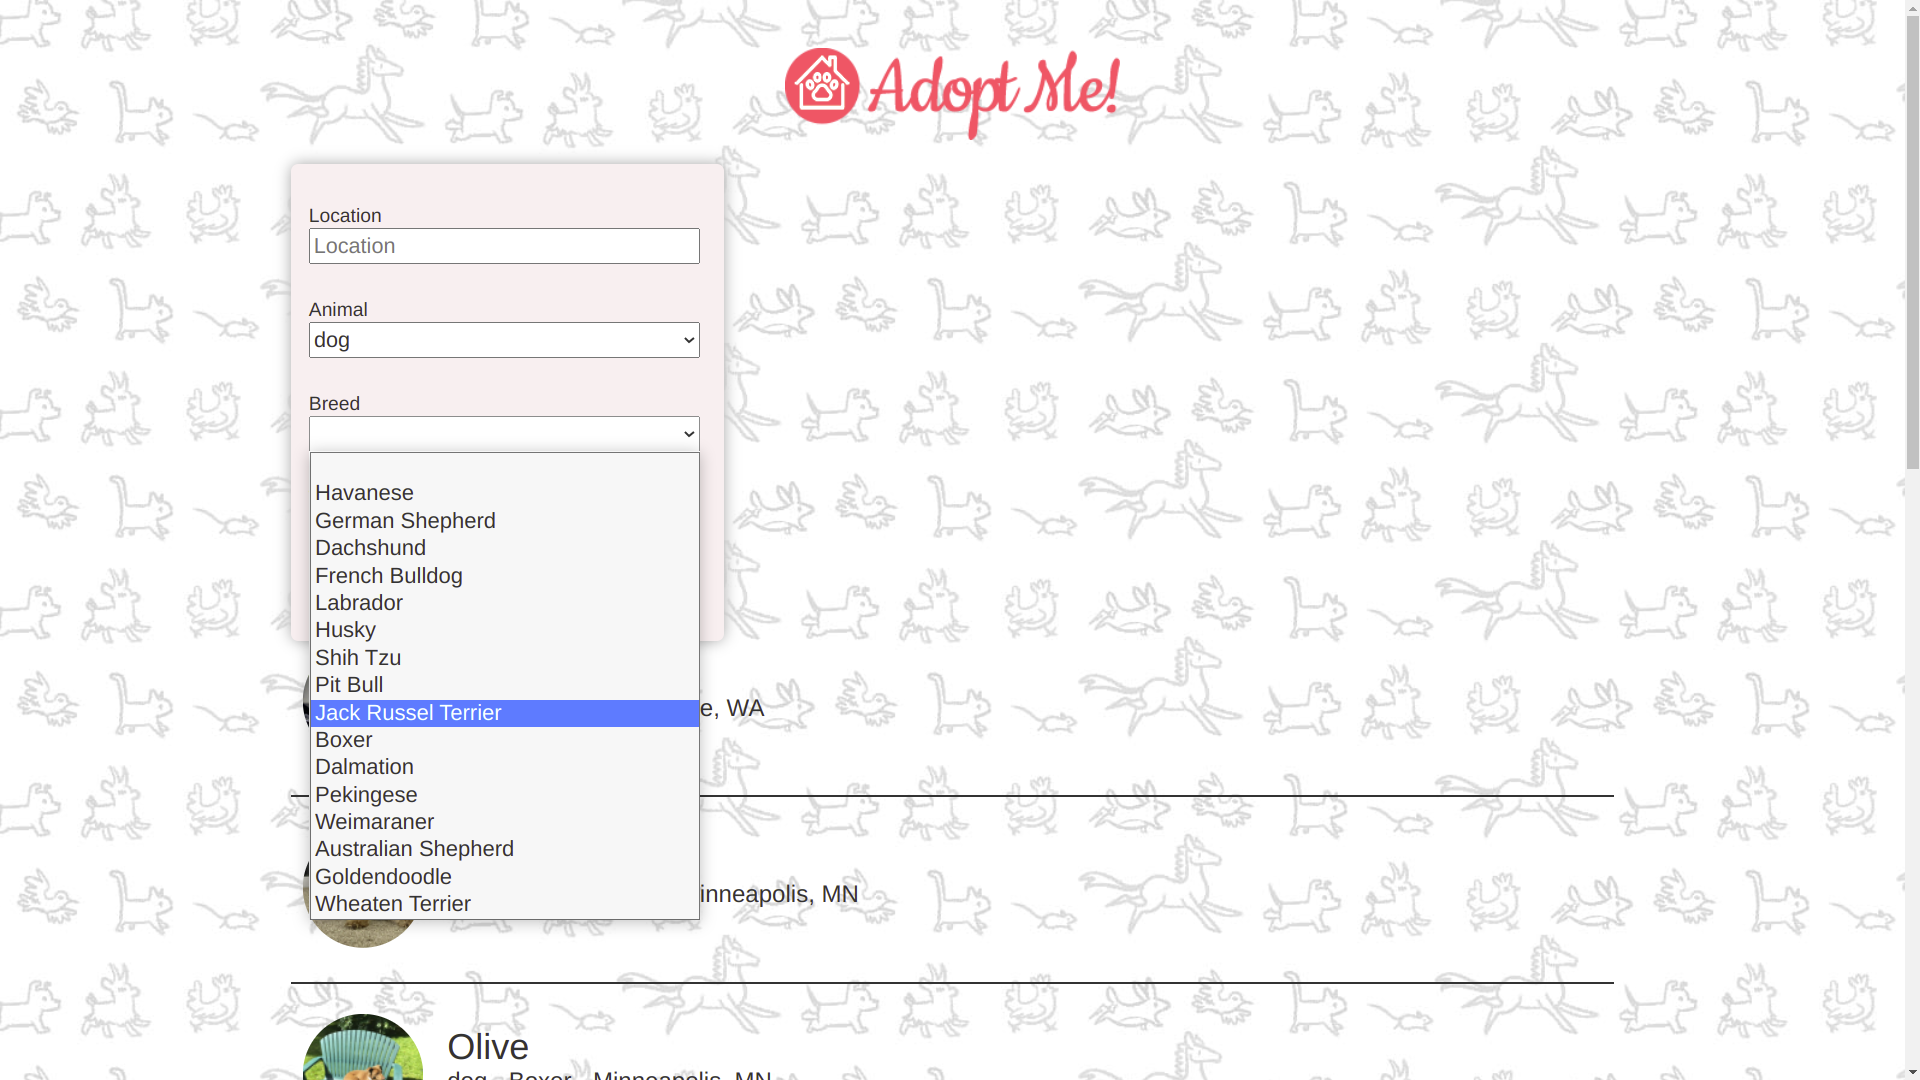 Adopt Me!
Location
Location
Animal
dog
Breed
Havanese
German Shepherd
Dachshund
French Bulldog
Labrador
Husky
Shih Tzu
Pit Bull
Jack Russel Terrier
e, WA
Boxer
Dalmation
Pekingese
Weimaraner
Australian Shepherd
Goldendoodle
inneapolis, MN
Wheaten Terrier
Olive
dog - Boxer - Minneapolis, MN